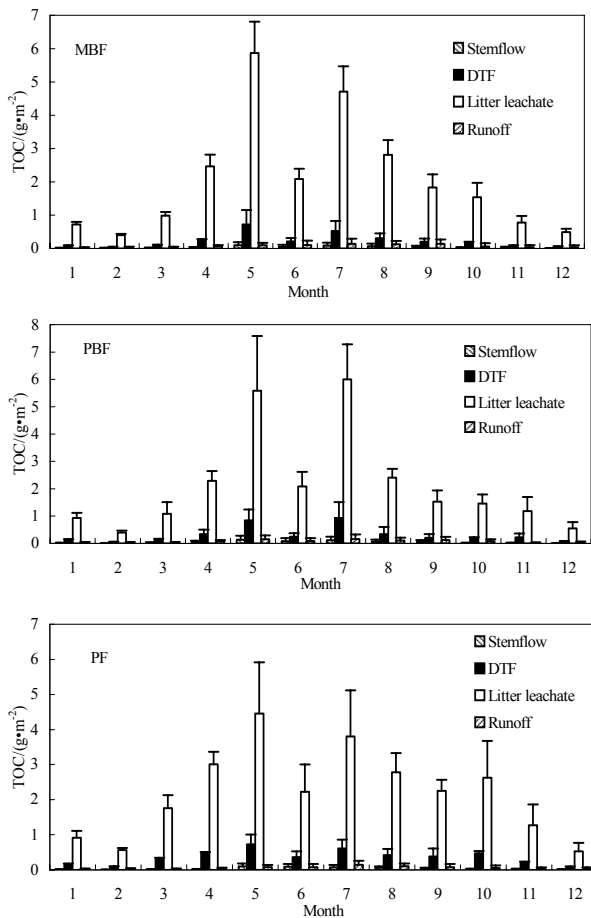 7
6
5
4
3
2
1
0
TOC/(g•m-2)
MBF
Stemflow
DTF
Litter leachate
Runoff
1 2 3 4 5 6 7 8 9 10 11 12
Month
8
7
6
5
4
3
2
1
0
TOC/(g•m-2)
PBF
Stemflow
DTF
Litter leachate
Runoff
1 2 3 4 5 6 7 8 9 10 11 12
Month
7
6
5
4
3
2
1
0
TOC/(g•m-2)
PF
Stemflow
DTF
Litter leachate
Runoff
1 2 3 4 5 6 7 8 9 10 11 12
Month